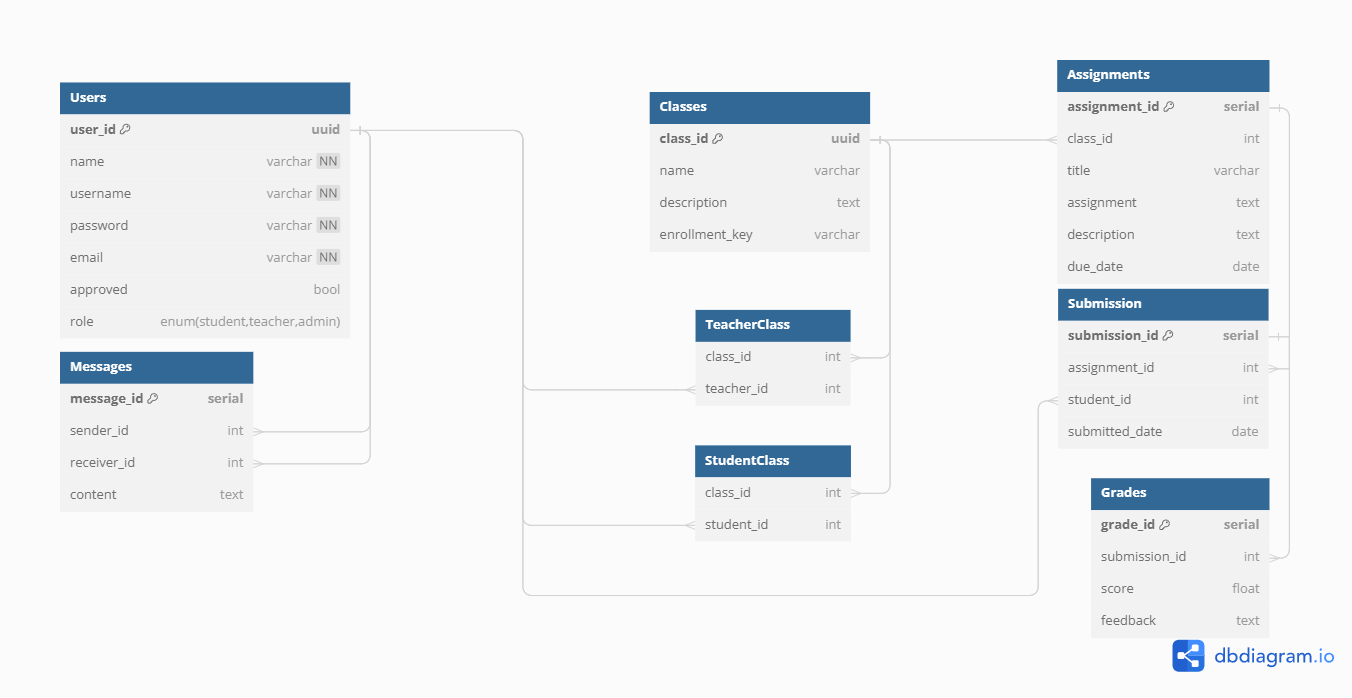 Users
user_id uuid
name varchar NN
username varchar NN
password varchar NN
email varchar NN
approved bool
role enum(student,teacher,admin)
Messages
message_id serial
sender_id int
receiver_id int
content text
Classes
class_id uuid
name varchar
description text
enrollment_key varchar
TeacherClass
class_id int
teacher_id int
StudentClass
class_id int
student_id int
Assignments
assignment_id serial
class_id int
title varchar
assignment text
description text
due_date date
Submission
submission_id serial
assignment_id int
student_id int
submitted_date date
Grades
grade_id serial
submission_id int
score float
feedback text
dbdiagram.io